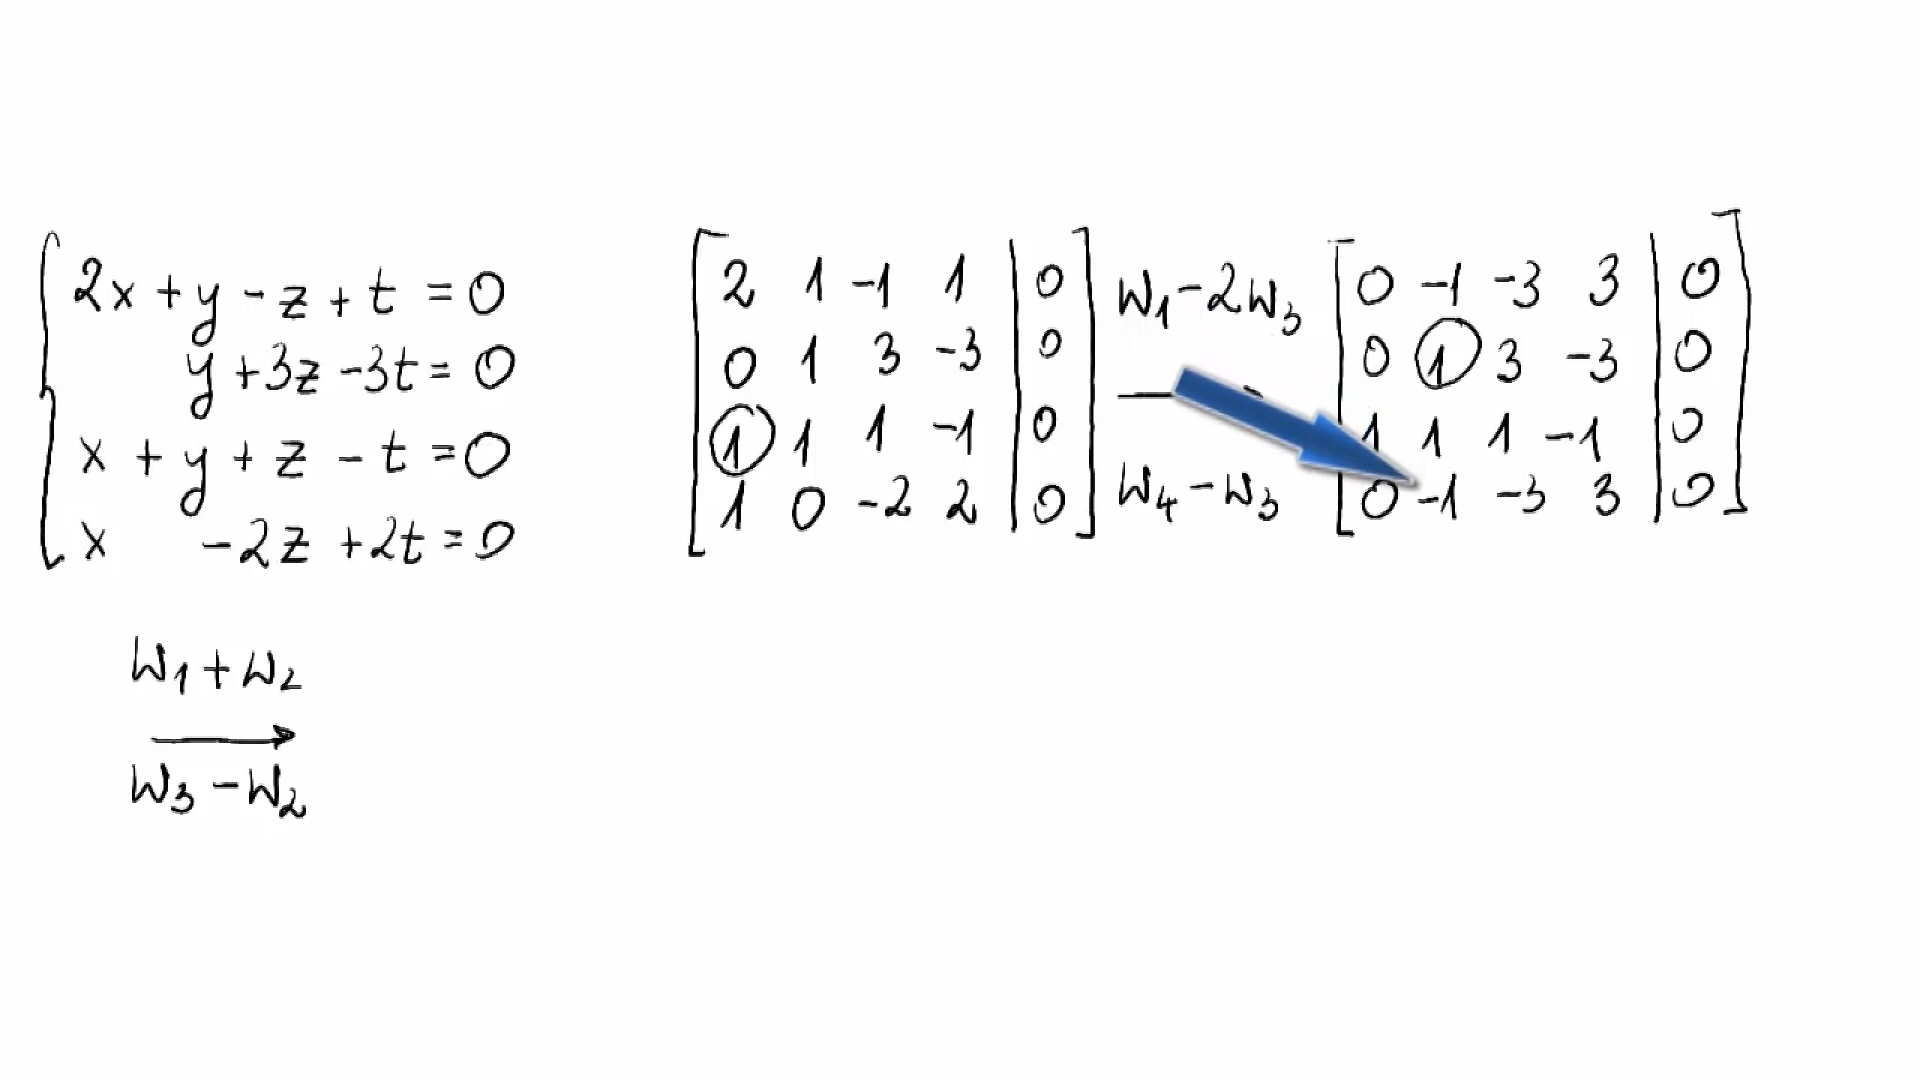 2x + y - z + t = 0
y + 3z - 3t = 0
x + y + z - t = 0
x - 2z + 2t = 0
2 1 -1 1 | 0
0 1 3 -3 | 0
1 1 1 -1 | 0
1 0 -2 2 | 0
W1 - 2W3
W4 - W3
0 -1 -3 3 | 0
0 1 3 -3 | 0
1 1 1 -1 | 0
0 -1 -3 3 | 0
W1 + W2
W3 - W2